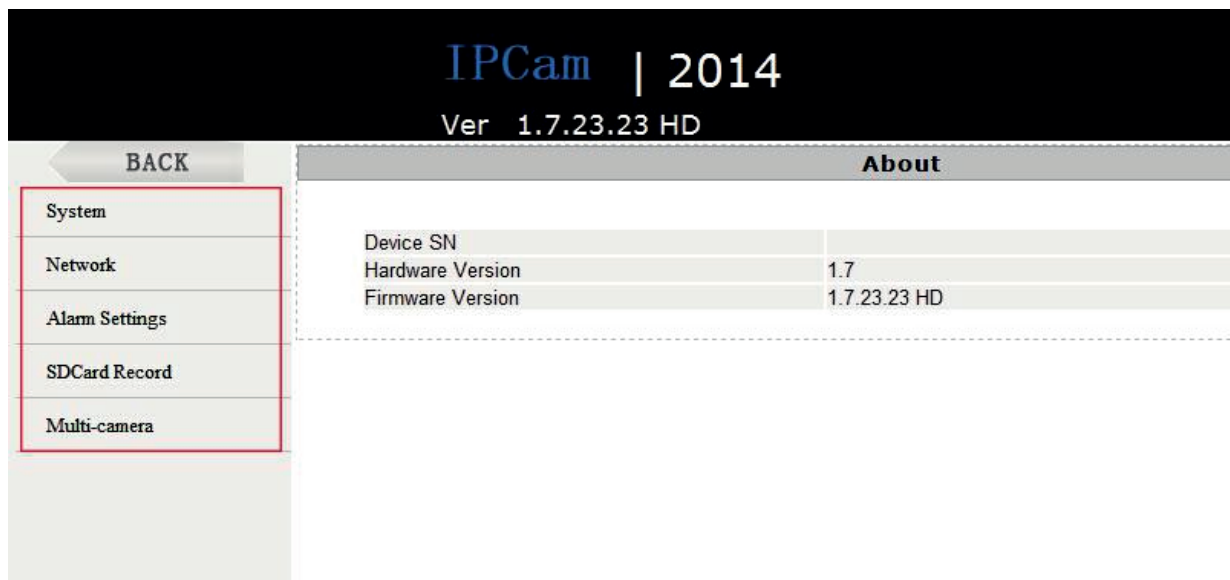 IPCam | 2014
Ver 1.7.23.23 HD
BACK
About
System
Network
Alarm Settings
SDCard Record
Multi-camera
Device SN
Hardware Version 1.7
Firmware Version 1.7.23.23 HD